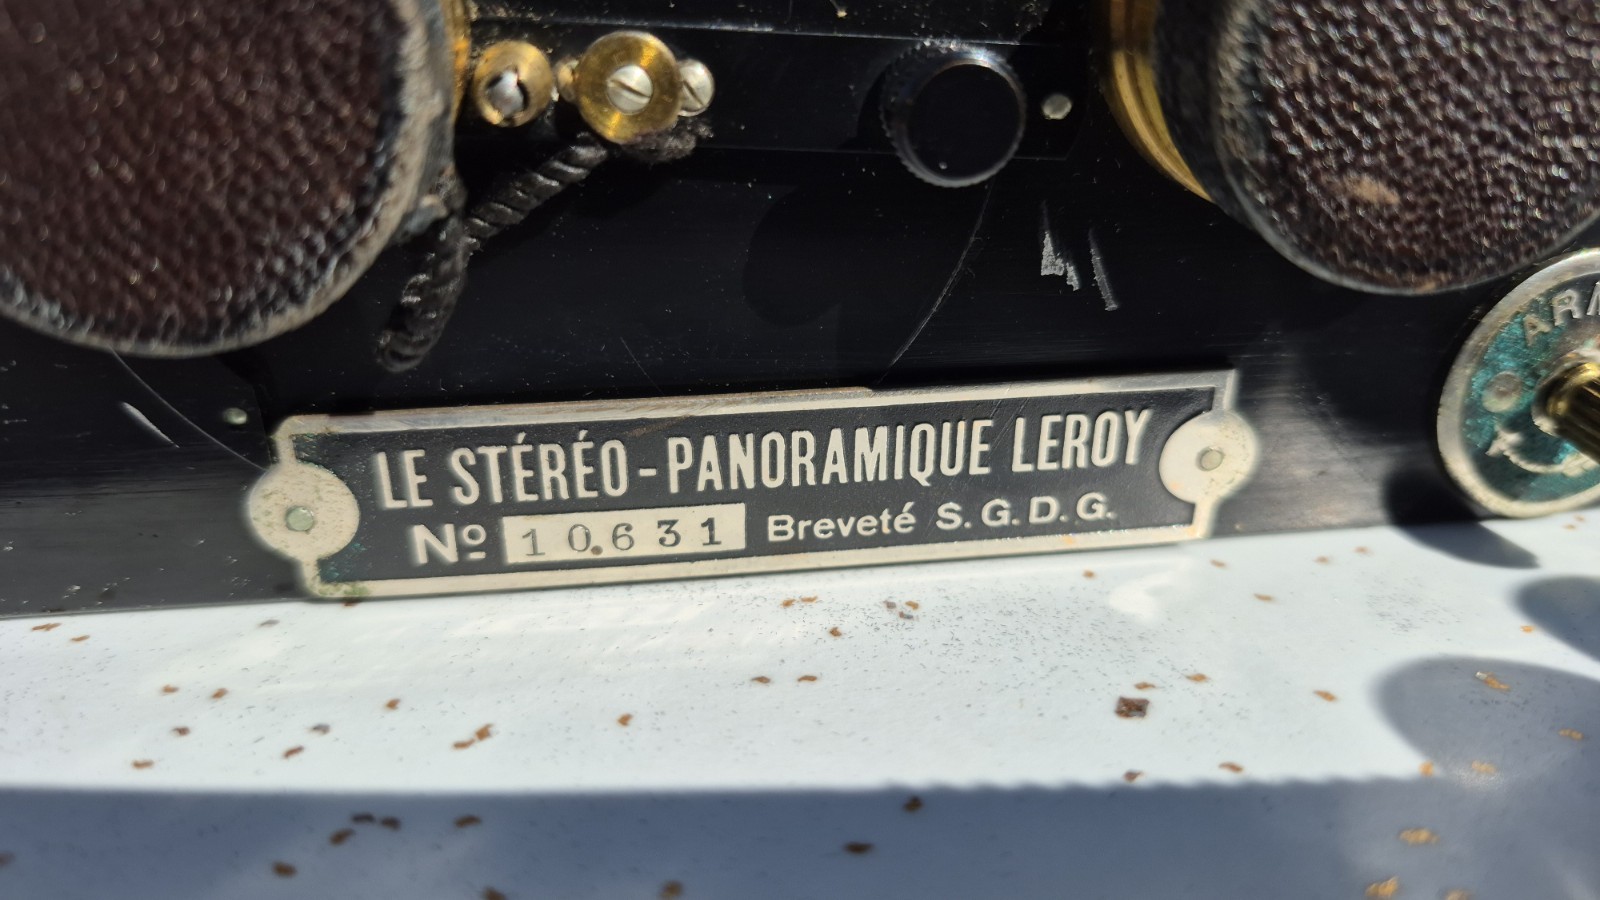 LE STÉRÉO-PANORAMIQUE LEROY
Nº 10631 Breveté S.G.D.G.